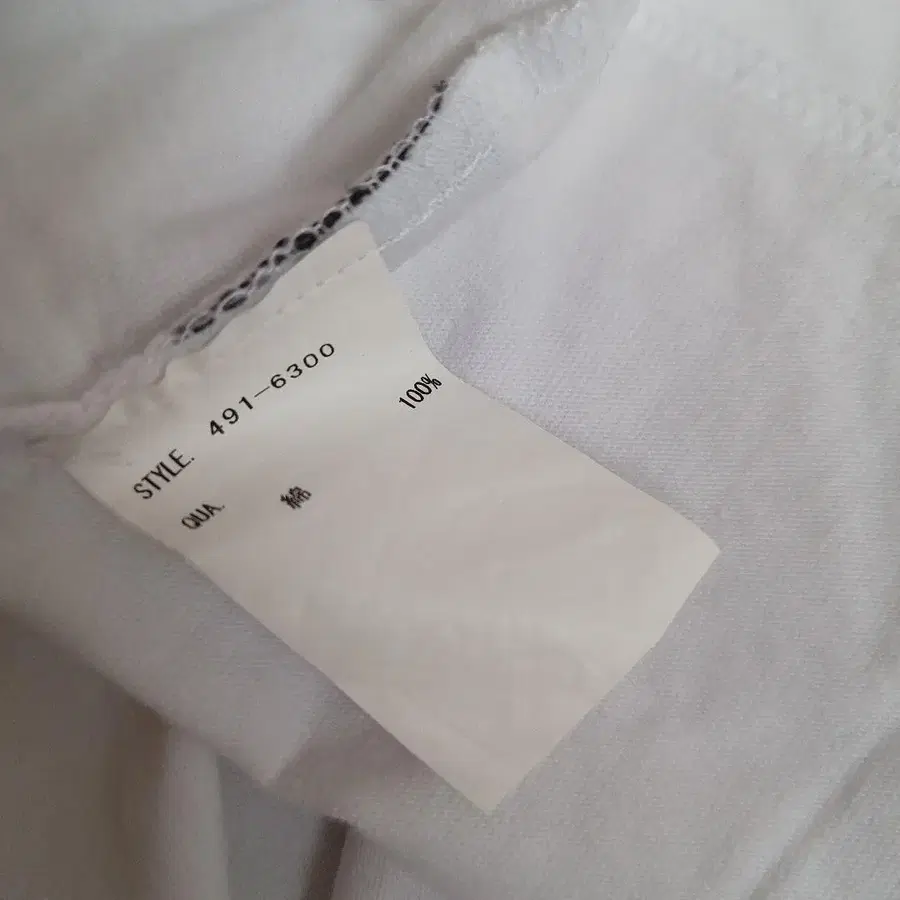 STYLE. 491-6300
QUA. 綿 100%